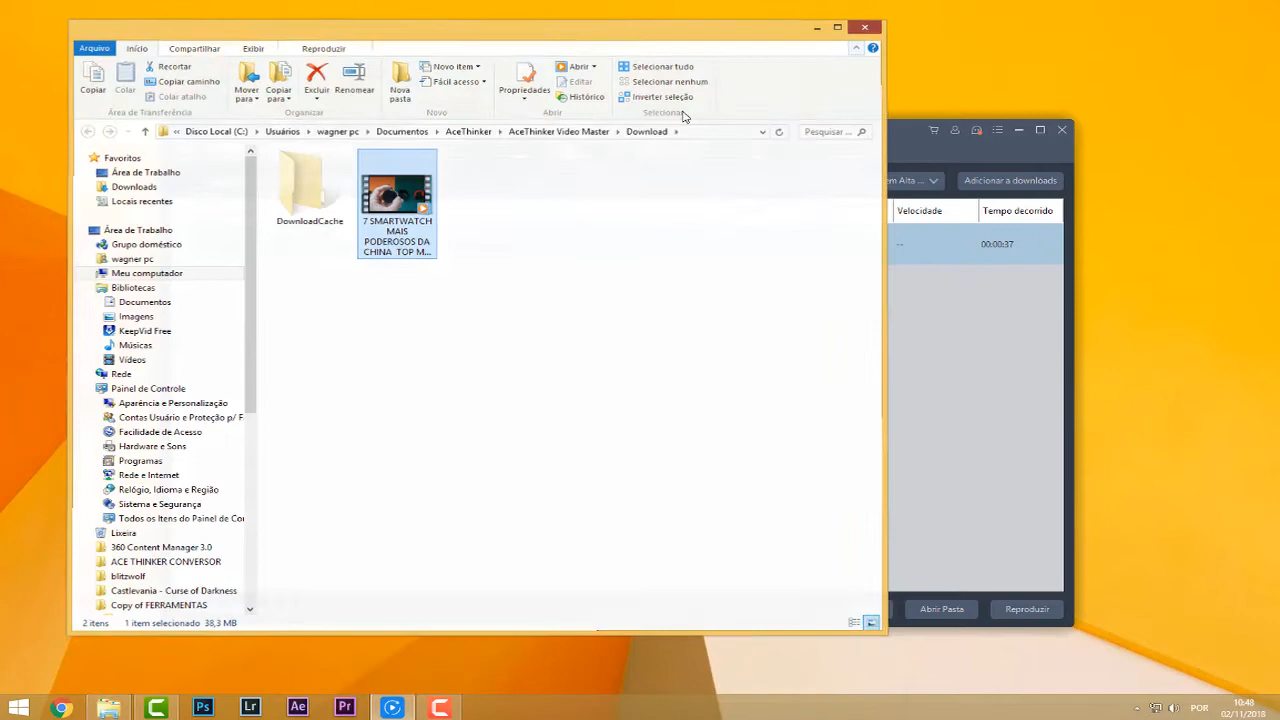 Arquivo Início Compartilhar Exibir Reproduzir
Copiar
Colar
Recortar
Copiar caminho
Colar atalho
Área de Transferência
Mover para
Copiar para
Excluir
Renomear
Organizar
Nova pasta
Novo item
Fácil acesso
Novo
Propriedades
Abrir
Editar
Histórico
Abrir
Selecionar tudo
Selecionar nenhum
Inverter seleção
Selecionar
Disco Local (C:) Usuários wagner pc Documentos AceThinker AceThinker Video Master Download
Pesquisar ...
Favoritos
Área de Trabalho
Downloads
Locais recentes
Área de Trabalho
Grupo doméstico
wagner pc
Meu computador
Bibliotecas
Documentos
Imagens
KeepVid Free
Músicas
Vídeos
Rede
Painel de Controle
Aparência e Personalização
Contas Usuário e Proteção p/ F
Facilidade de Acesso
Hardware e Sons
Programas
Rede e Internet
Relógio, Idioma e Região
Sistema e Segurança
Todos os Itens do Painel de Co
Lixeira
360 Content Manager 3.0
ACE THINKER CONVERSOR
blitzwolf
Castlevania - Curse of Darkness
Copy of FERRAMENTAS
DownloadCache
7 SMARTWATCH
MAIS
PODEROSOS DA
CHINA TOP M...
2 itens 1 item selecionado 38,3 MB
em Alta ...
Adicionar a downloads
Velocidade Tempo decorrido
-- 00:00:37
Abrir Pasta Reproduzir
Ps Lr Ae Pr
POR
10:48
02/11/2018